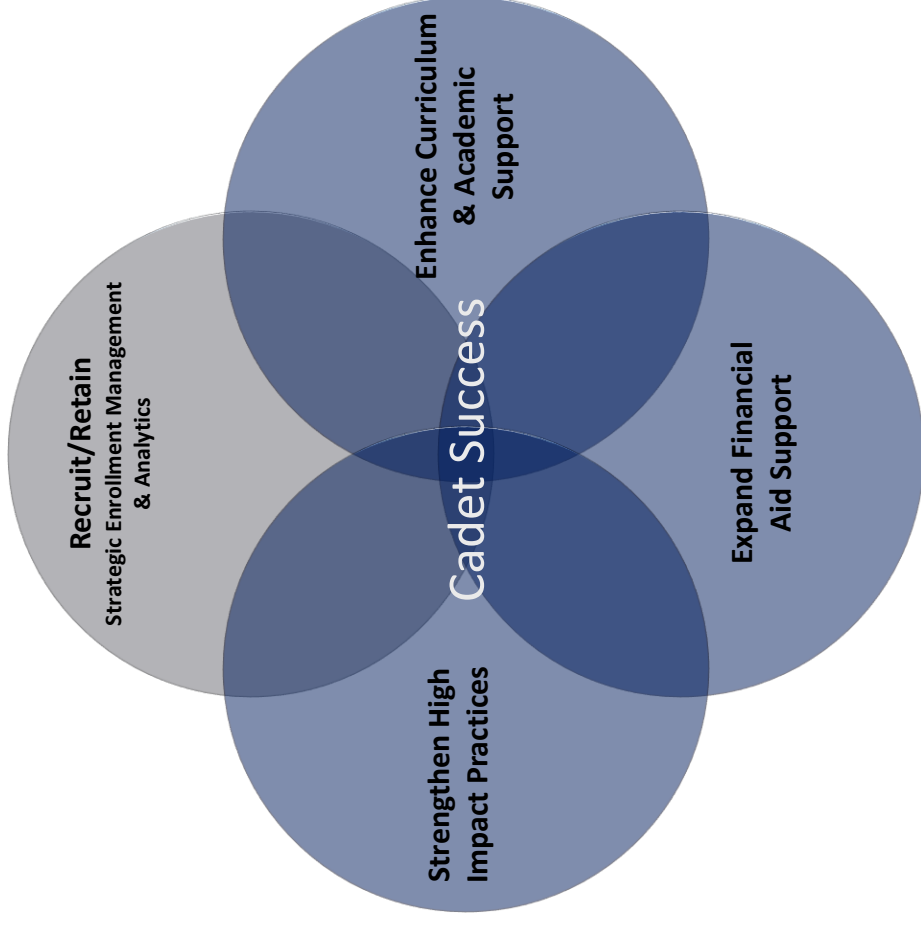 Recruit/Retain
Strategic Enrollment Management
& Analytics
Strengthen High
Impact Practices
Cadet Success
Enhance Curriculum
& Academic
Support
Expand Financial
Aid Support